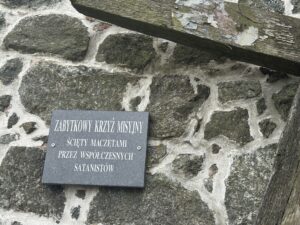 ZABYTKOWY KRZYŻ MISYJNY
ŚCIĘTY MACZETAMI
PRZEZ WSPÓŁCZESNYCH
SATANISTÓW